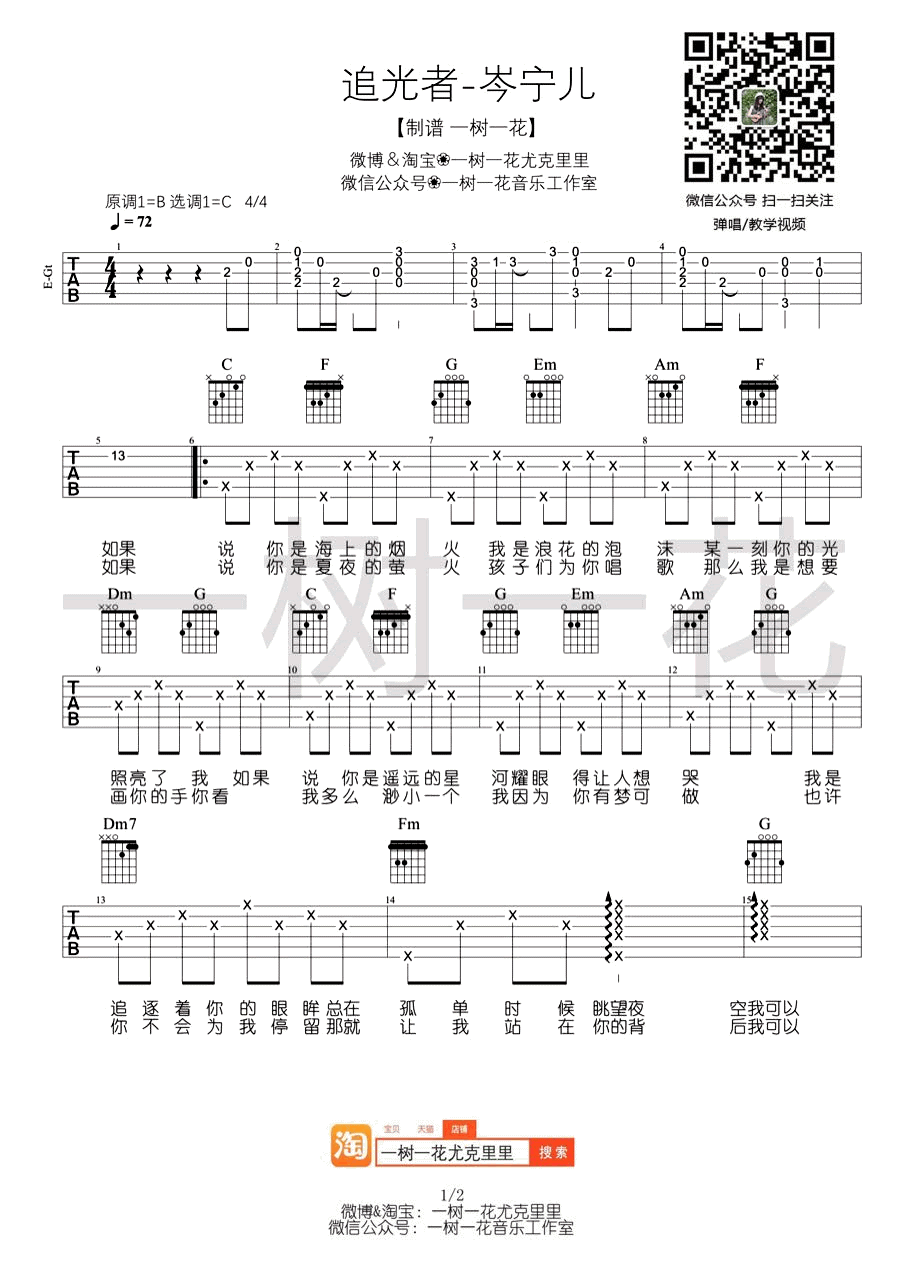 追光者-岑宁儿
【制谱 一树一花】
微博＆淘宝❀一树一花尤克里里
微信公众号❀一树一花音乐工作室
微信公众号 扫一扫关注
弹唱/教学视频
原调1=B 选调1=C 4/4
♩= 72
E-Gt
1 2 3 4
T A B 4 4
C F G Em Am F
5 6 7 8
T A B 13
如果 说 你是海上的烟 火 我是浪花的泡 沫 某一刻你的光
如果 说 你是夏夜的萤 火 孩子们为你唱 歌 那么我是想要
Dm G C F G Em Am G
9 10 11 12
T A B
照亮了 我 如果 说 你是遥远的星 河耀眼 得让人想 哭 我是
画你的手你看 我多么 渺小一个 我因为 你有梦可 做 也许
Dm7 Fm G
13 14 15
T A B
追 逐 着 你 的 眼 眸总在 孤 单 时 候 眺望夜 空我可以
你 不 会 为 我 停 留那就 让 我 站 在 你的背 后我可以
一树一花
宝贝 天猫 店铺
淘 一树一花尤克里里 搜索
1/2
微博&淘宝：一树一花尤克里里
微信公众号：一树一花音乐工作室